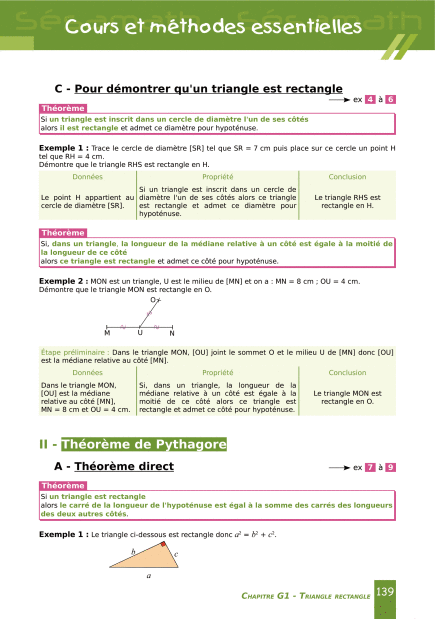 Sésamath Sésamath
Cours et méthodes essentielles
C - Pour démontrer qu'un triangle est rectangle
ex 4 à 6
Théorème
Si un triangle est inscrit dans un cercle de diamètre l'un de ses côtés
alors il est rectangle et admet ce diamètre pour hypoténuse.
Exemple 1 : Trace le cercle de diamètre [SR] tel que SR = 7 cm puis place sur ce cercle un point H
tel que RH = 4 cm.
Démontre que le triangle RHS est rectangle en H.
Données Propriété Conclusion
Le point H appartient au
cercle de diamètre [SR].
Si un triangle est inscrit dans un cercle de
diamètre l'un de ses côtés alors ce triangle
est rectangle et admet ce diamètre pour
hypoténuse.
Le triangle RHS est
rectangle en H.
Théorème
Si, dans un triangle, la longueur de la médiane relative à un côté est égale à la moitié de
la longueur de ce côté
alors ce triangle est rectangle et admet ce côté pour hypoténuse.
Exemple 2 : MON est un triangle, U est le milieu de [MN] et on a : MN = 8 cm ; OU = 4 cm.
Démontre que le triangle MON est rectangle en O.
O
M U N
Étape préliminaire : Dans le triangle MON, [OU] joint le sommet O et le milieu U de [MN] donc [OU]
est la médiane relative au côté [MN].
Données Propriété Conclusion
Dans le triangle MON,
[OU] est la médiane
relative au côté [MN],
MN = 8 cm et OU = 4 cm.
Si, dans un triangle, la longueur de la
médiane relative à un côté est égale à la
moitié de ce côté alors ce triangle est
rectangle et admet ce côté pour hypoténuse.
Le triangle MON est
rectangle en O.
II - Théorème de Pythagore
A - Théorème direct
ex 7 à 9
Théorème
Si un triangle est rectangle
alors le carré de la longueur de l'hypoténuse est égal à la somme des carrés des longueurs
des deux autres côtés.
Exemple 1 : Le triangle ci-dessous est rectangle donc a² = b² + c².
b c
a
CHAPITRE G1 - TRIANGLE RECTANGLE
139